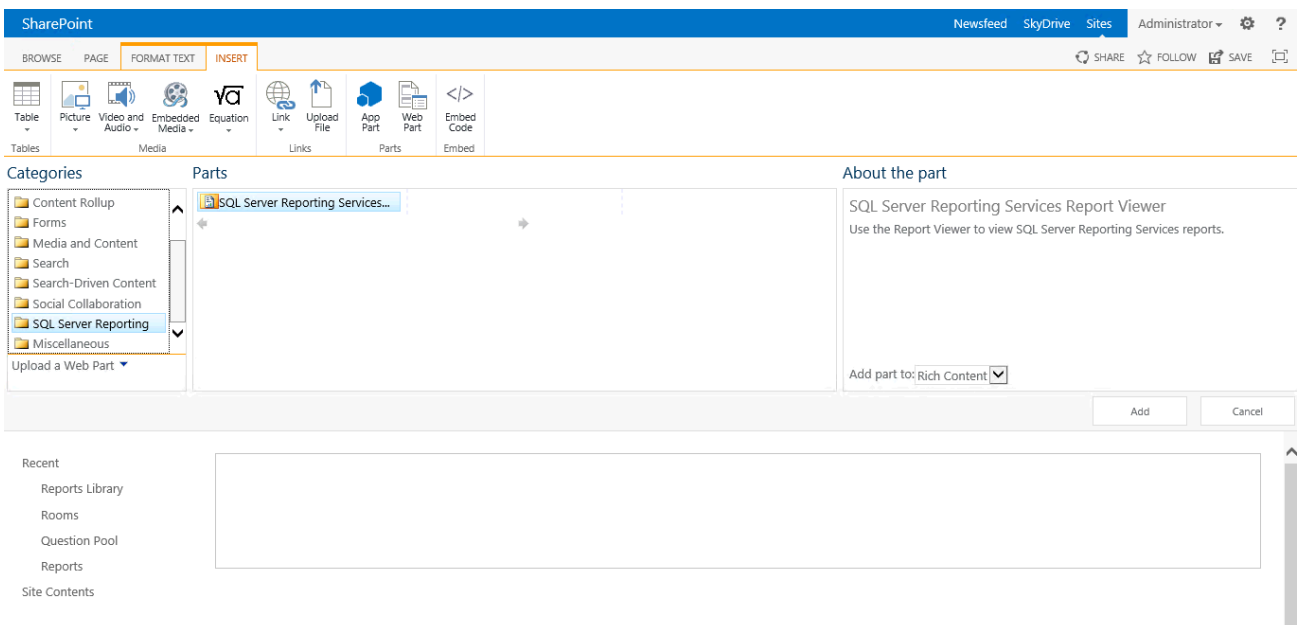 SharePoint Newsfeed SkyDrive Sites Administrator ?
BROWSE PAGE FORMAT TEXT INSERT SHARE FOLLOW SAVE
Table Picture Video and Audio Embedded Media Equation Link Upload File App Part Web Part Embed Code
Tables Media Links Parts Embed
Categories Parts About the part
Content Rollup
Forms
Media and Content
Search
Search-Driven Content
Social Collaboration
SQL Server Reporting
Miscellaneous
Upload a Web Part
SQL Server Reporting Services...
SQL Server Reporting Services Report Viewer
Use the Report Viewer to view SQL Server Reporting Services reports.
Add part to: Rich Content
Add Cancel
Recent
Reports Library
Rooms
Question Pool
Reports
Site Contents